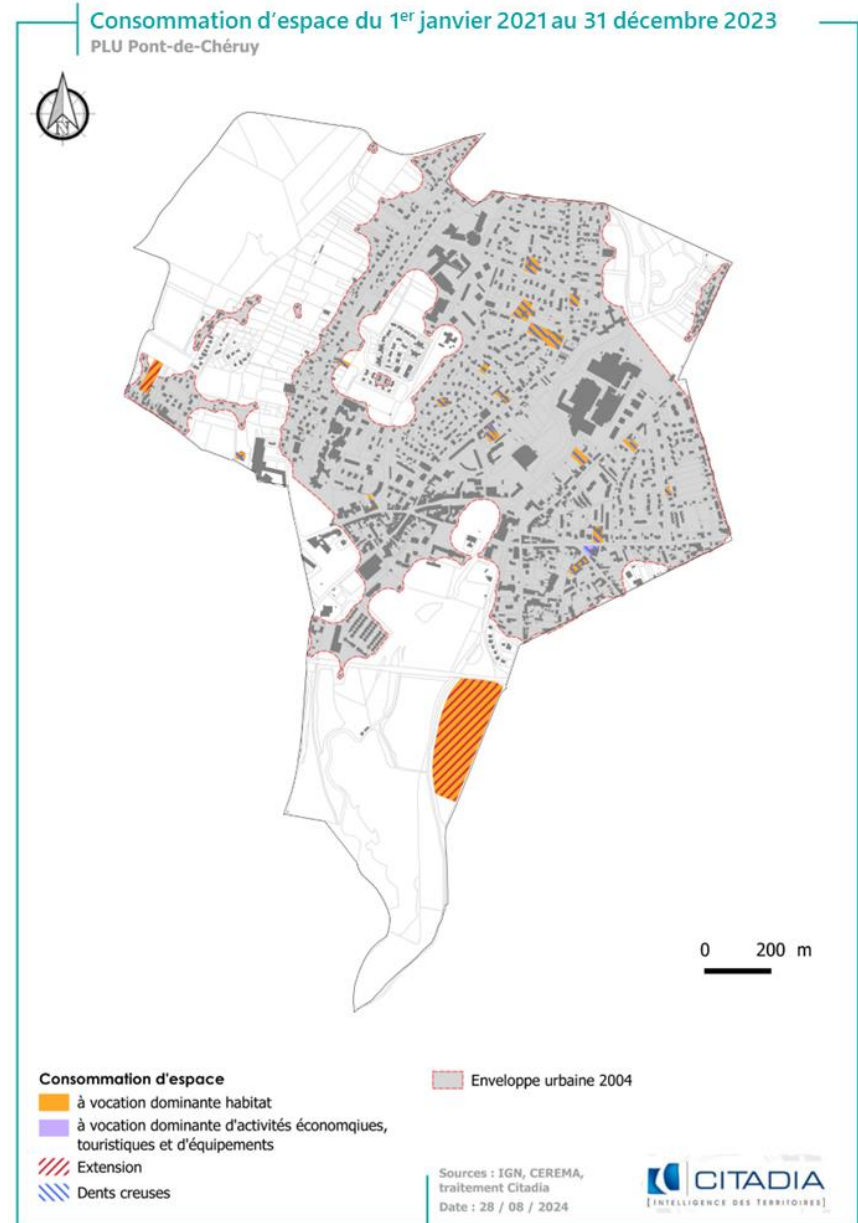 Consommation d'espace du 1er janvier 2021 au 31 décembre 2023
PLU Pont-de-Chéruy
N
0 200 m
Consommation d'espace
à vocation dominante habitat
à vocation dominante d'activités économqiues,
touristiques et d'équipements
Extension
Dents creuses
Enveloppe urbaine 2004
Sources : IGN, CEREMA,
traitement Citadia
Date : 28 / 08 / 2024
CITADIA
[INTELLIGENCE DES TERRITOIRES]